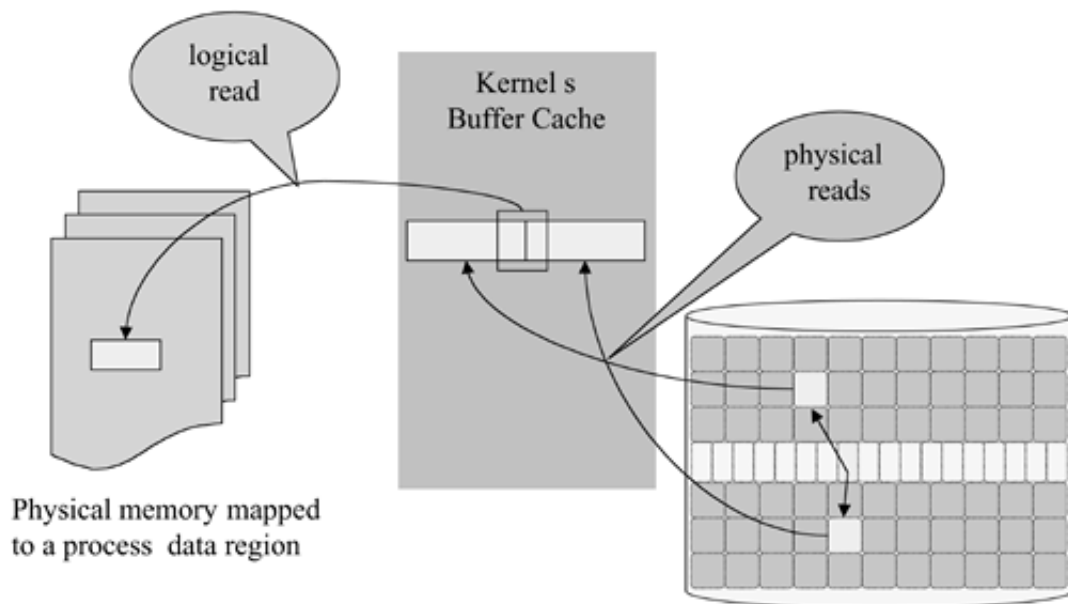 logical
read
Kernel s
Buffer Cache
physical
reads
Physical memory mapped
to a process data region